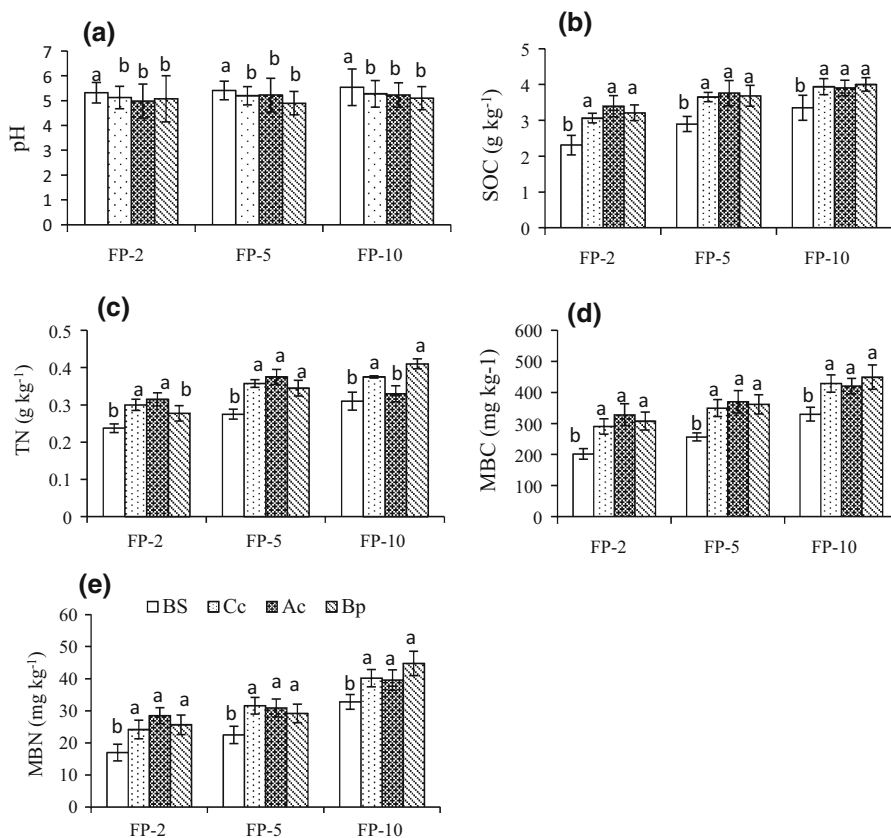 (a)
a b b b a b b b a b b b
7
6
5
4
3
2
1
0
pH
FP-2 FP-5 FP-10
(b)
b a a a b a a a b a a a
5
4
3
2
1
0
SOC (g kg⁻¹)
FP-2 FP-5 FP-10
(c)
b a a b b a a a b a b a
0.5
0.4
0.3
0.2
0.1
0
TN (g kg⁻¹)
FP-2 FP-5 FP-10
(d)
b a a a b a a a b a a a
600
500
400
300
200
100
0
MBC (mg kg-1)
FP-2 FP-5 FP-10
(e)
BS Cc Ac Bp
b a a a b a a a b a a a
60
50
40
30
20
10
0
MBN (mg kg⁻¹)
FP-2 FP-5 FP-10